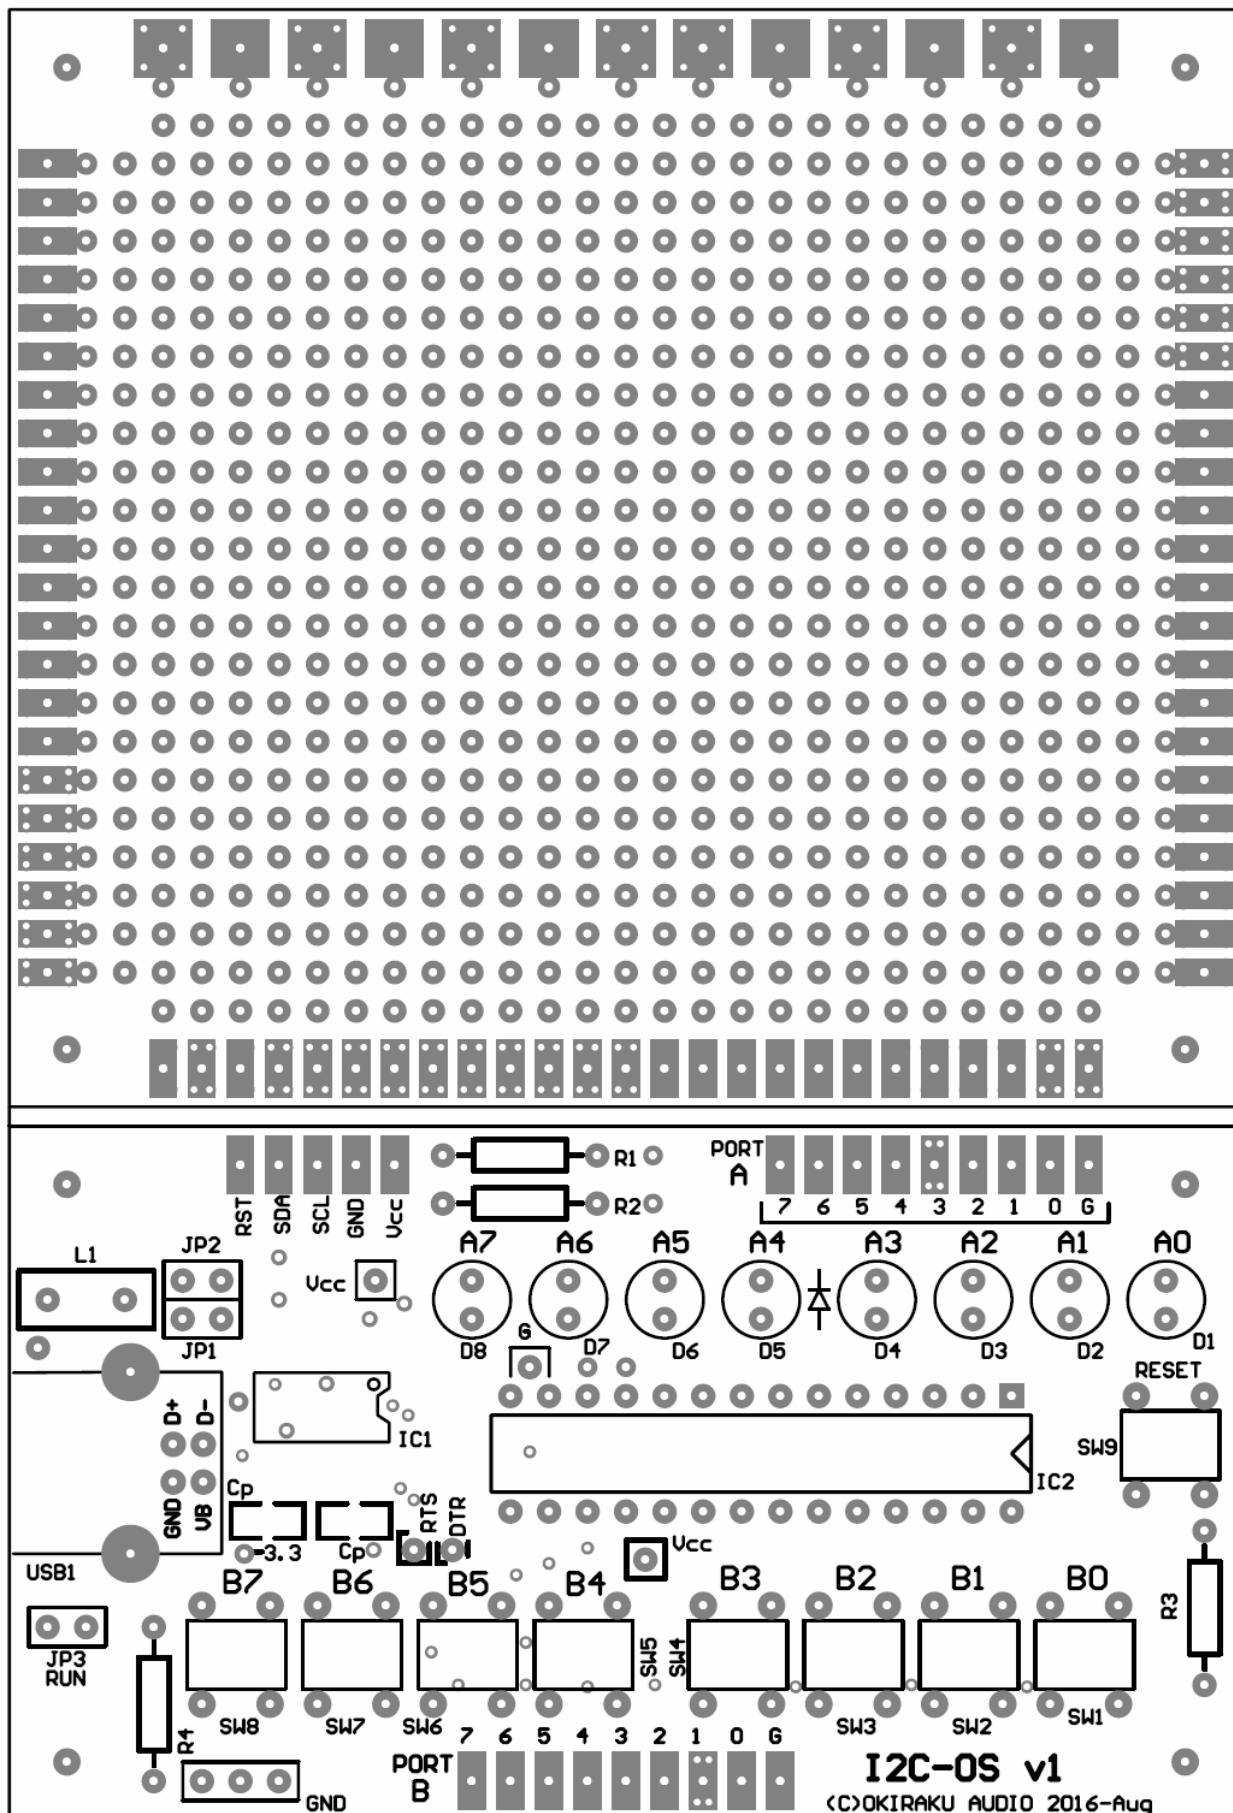 RST SDA SCL GND Vcc
R1
R2
PORT
A
7 6 5 4 3 2 1 0 G
A7 A6 A5 A4 A3 A2 A1 A0
L1
JP2
JP1
Vcc
G
D8 D7 D6 D5 D4 D3 D2 D1
RESET
SW9
D+ D-
GND VB
IC1
IC2
Cp
-3.3
Cp
RTS DTR
Vcc
USB1
B7 B6 B5 B4 B3 B2 B1 B0
R3
JP3
RUN
SW8 SW7 SW6 SW5 SW4 SW3 SW2 SW1
R4
GND
PORT
B
7 6 5 4 3 2 1 0 G
I2C-OS v1
(C)OKIRAKU AUDIO 2016-Aug